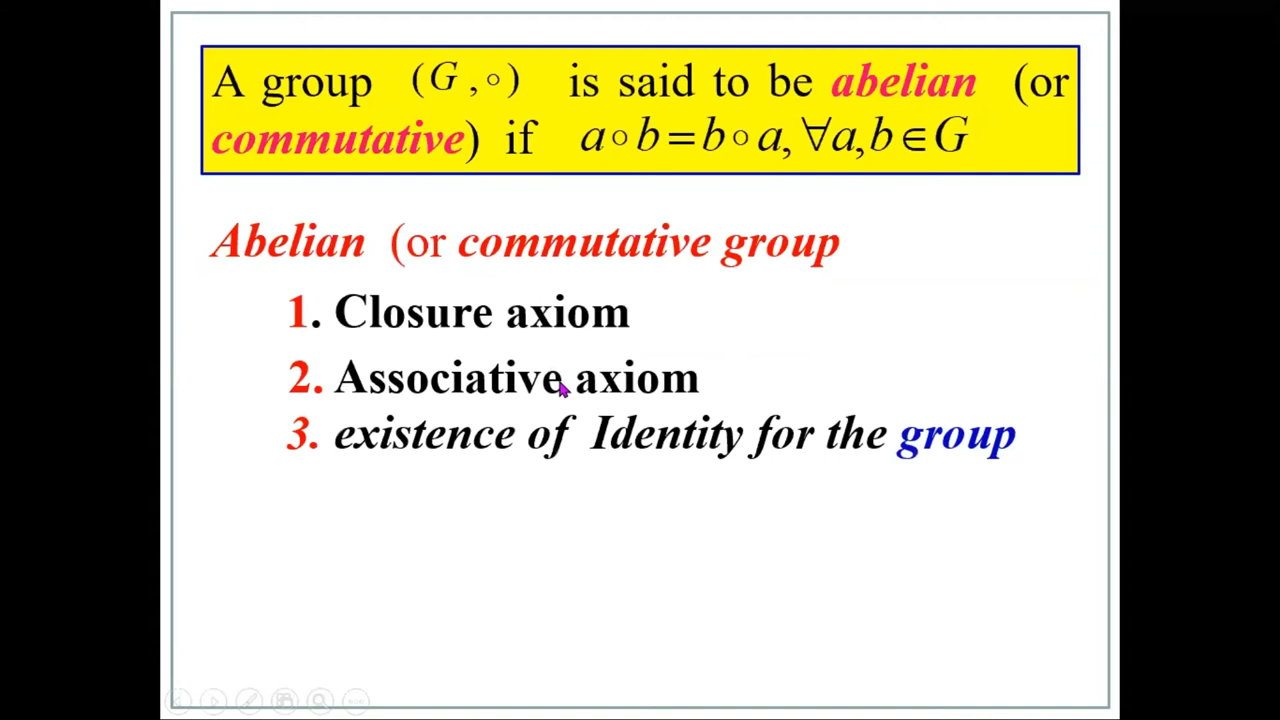 A group (G ,∘) is said to be abelian (or
commutative) if a∘b=b∘a, ∀a,b∈G
Abelian (or commutative group
1. Closure axiom
2. Associative axiom
3. existence of Identity for the group